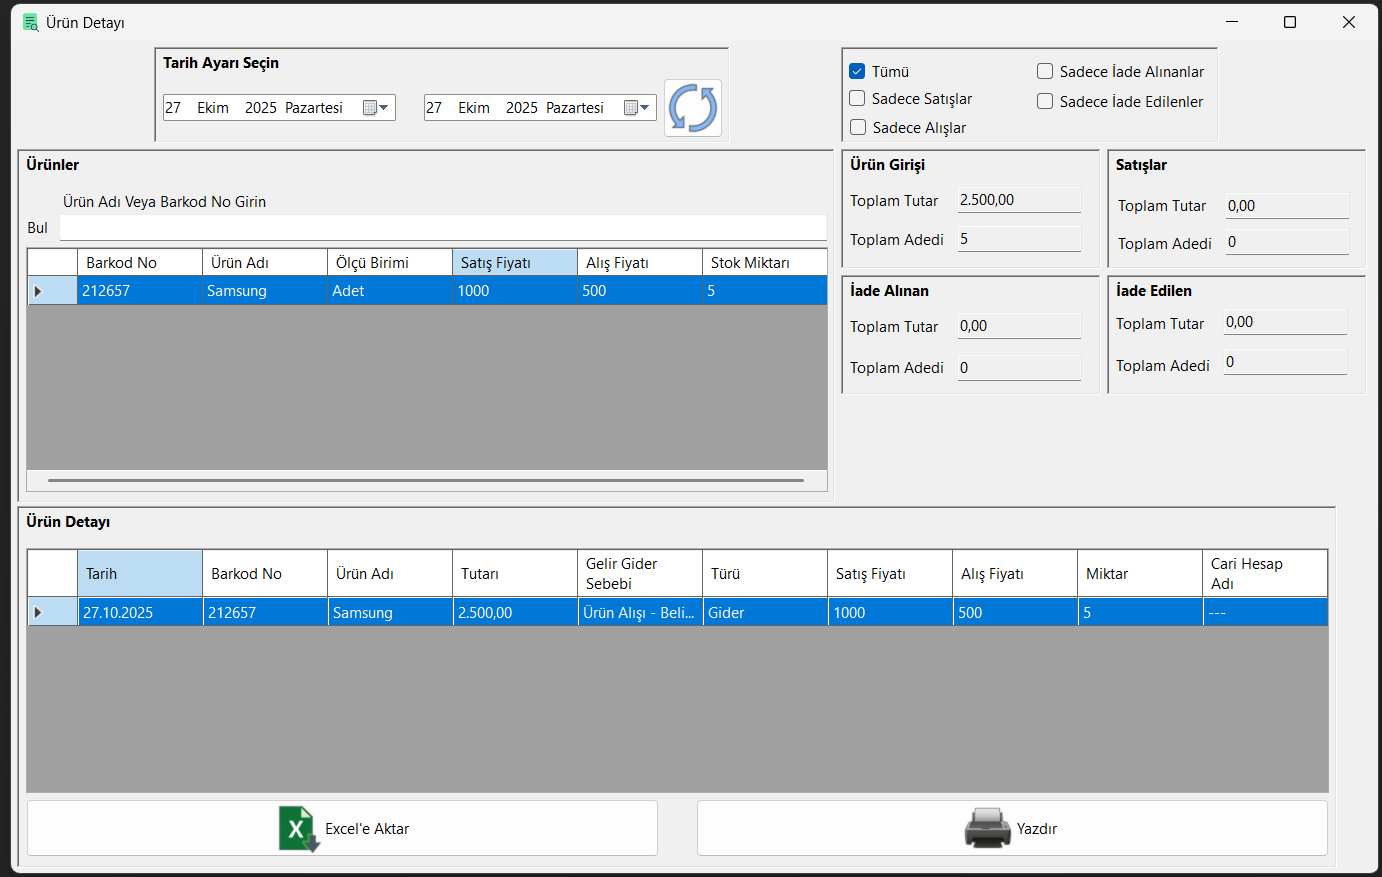 Ürün Detayı
Tarih Ayarı Seçin
27 Ekim 2025 Pazartesi
27 Ekim 2025 Pazartesi
Tümü
Sadece Satışlar
Sadece Alışlar
Sadece İade Alınanlar
Sadece İade Edilenler
Ürünler
Ürün Adı Veya Barkod No Girin
Bul
Barkod No Ürün Adı Ölçü Birimi Satış Fiyatı Alış Fiyatı Stok Miktarı
212657 Samsung Adet 1000 500 5
Ürün Girişi
Toplam Tutar 2.500,00
Toplam Adedi 5
Satışlar
Toplam Tutar 0,00
Toplam Adedi 0
İade Alınan
Toplam Tutar 0,00
Toplam Adedi 0
İade Edilen
Toplam Tutar 0,00
Toplam Adedi 0
Ürün Detayı
Tarih Barkod No Ürün Adı Tutarı Gelir Gider Sebebi Türü Satış Fiyatı Alış Fiyatı Miktar Cari Hesap Adı
27.10.2025 212657 Samsung 2.500,00 Ürün Alışı - Beli... Gider 1000 500 5 ---
Excel'e Aktar
Yazdır